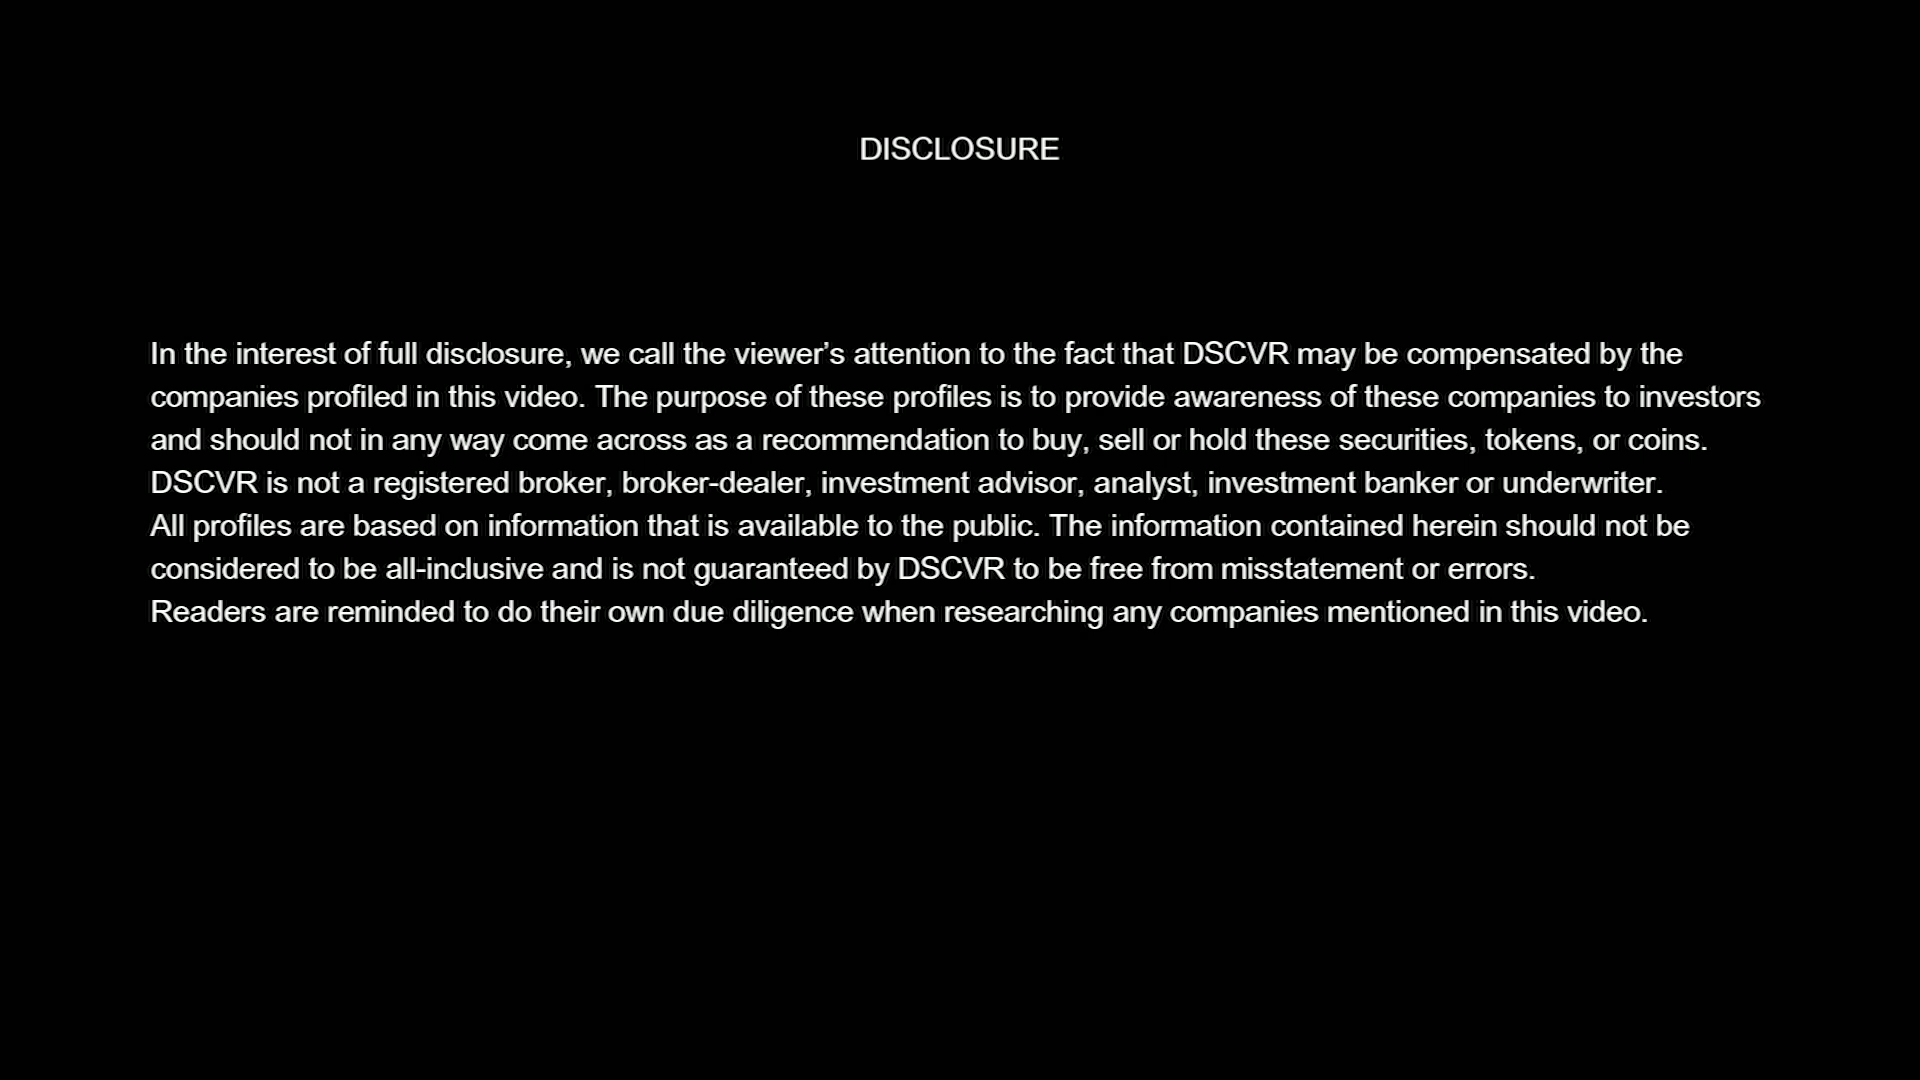 DISCLOSURE
In the interest of full disclosure, we call the viewer’s attention to the fact that DSCVR may be compensated by the
companies profiled in this video. The purpose of these profiles is to provide awareness of these companies to investors
and should not in any way come across as a recommendation to buy, sell or hold these securities, tokens, or coins.
DSCVR is not a registered broker, broker-dealer, investment advisor, analyst, investment banker or underwriter.
All profiles are based on information that is available to the public. The information contained herein should not be
considered to be all-inclusive and is not guaranteed by DSCVR to be free from misstatement or errors.
Readers are reminded to do their own due diligence when researching any companies mentioned in this video.